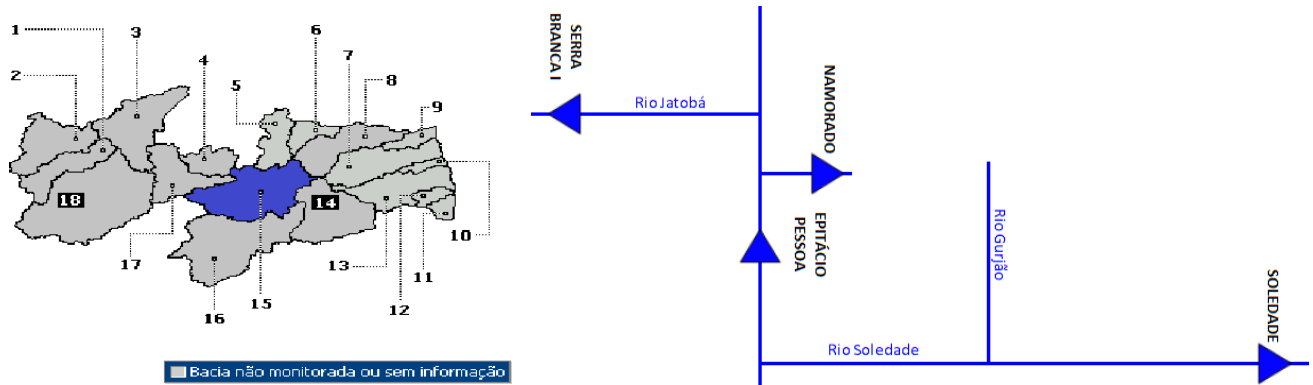 1
2
3
4
5
6
7
8
9
10
11
12
13
14
15
16
17
18
Bacia não monitorada ou sem informação
SERRA
BRANCA I
Rio Jatobá
NAMORADO
EPITÁCIO
PESSOA
Rio Gurjão
Rio Soledade
SOLEDADE